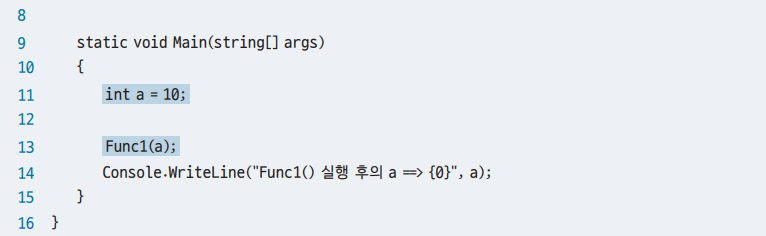 8
9 static void Main(string[] args)
10 {
11 int a = 10;
12
13 Func1(a);
14 Console.WriteLine("Func1() 실행 후의 a ==> {0}", a);
15 }
16 }